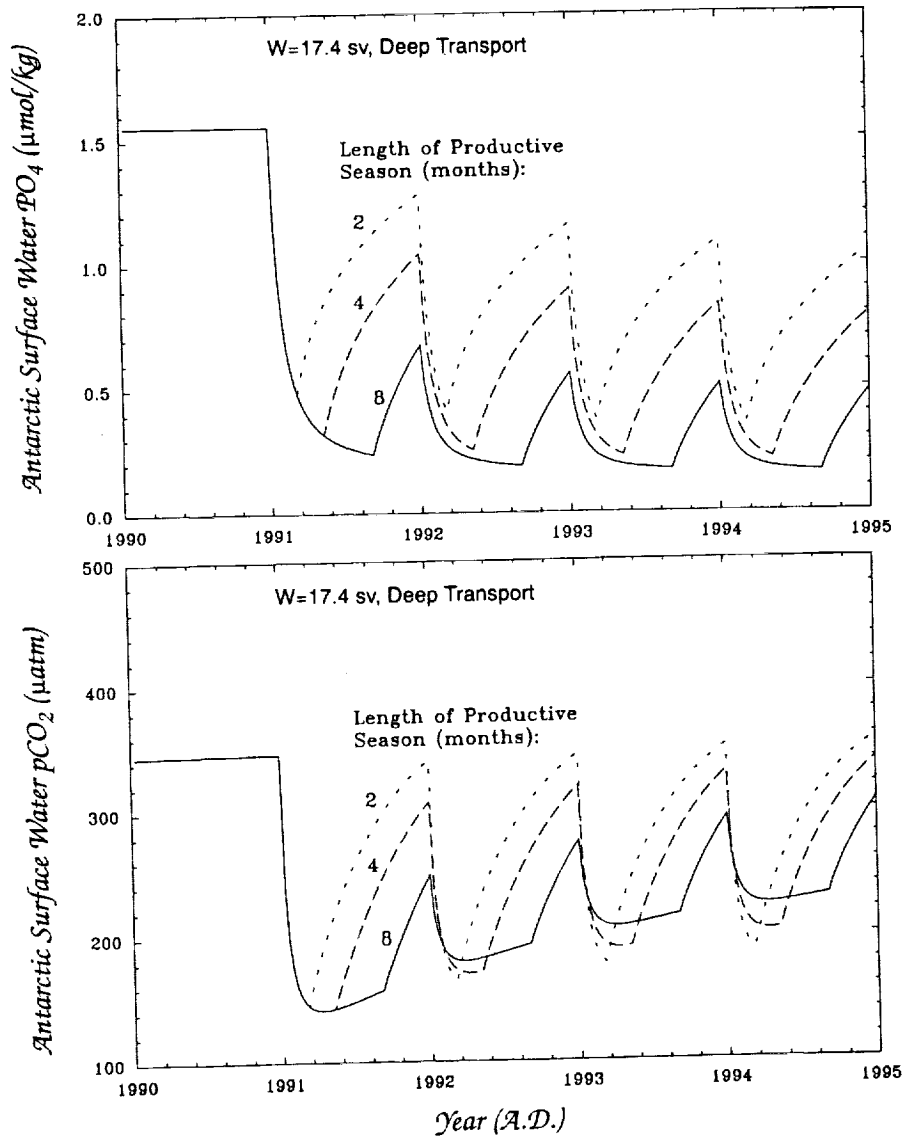 2.0
W=17.4 sv, Deep Transport
Antarctic Surface Water PO4 (µmol/kg)
1.5
Length of Productive
Season (months):
2
1.0
4
0.5
8
0.0
1990 1991 1992 1993 1994 1995
500
W=17.4 sv, Deep Transport
Antarctic Surface Water pCO2 (µatm)
400
Length of Productive
Season (months):
300
2
4
200
8
100
1990 1991 1992 1993 1994 1995
Year (A.D.)